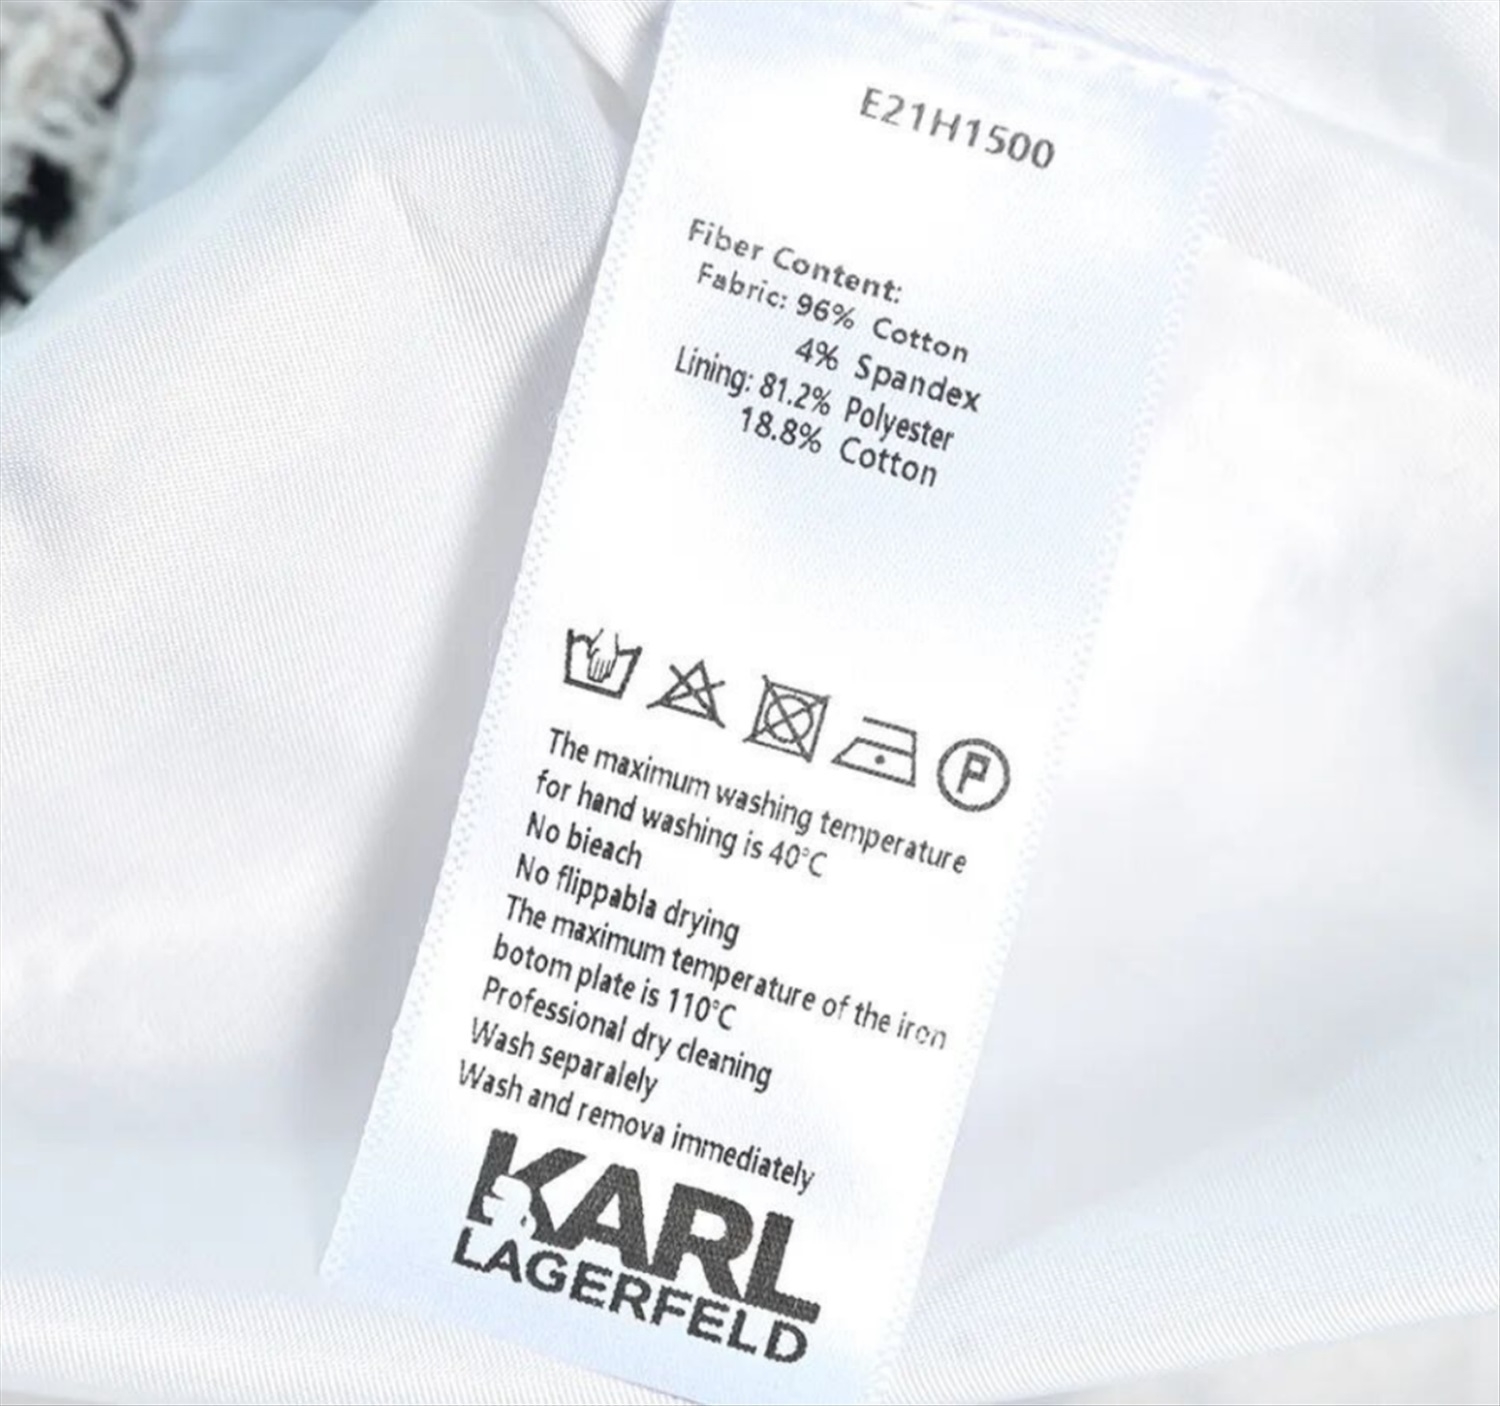 E21H1500
Fiber Content:
Fabric: 96% Cotton
4% Spandex
Lining: 81.2% Polyester
18.8% Cotton
P
The maximum washing temperature
for hand washing is 40°C
No bieach
No flippabla drying
The maximum temperature of the iron
botom plate is 110°C
Professional dry cleaning
Wash separalely
Wash and remova immediately
KARL
LAGERFELD